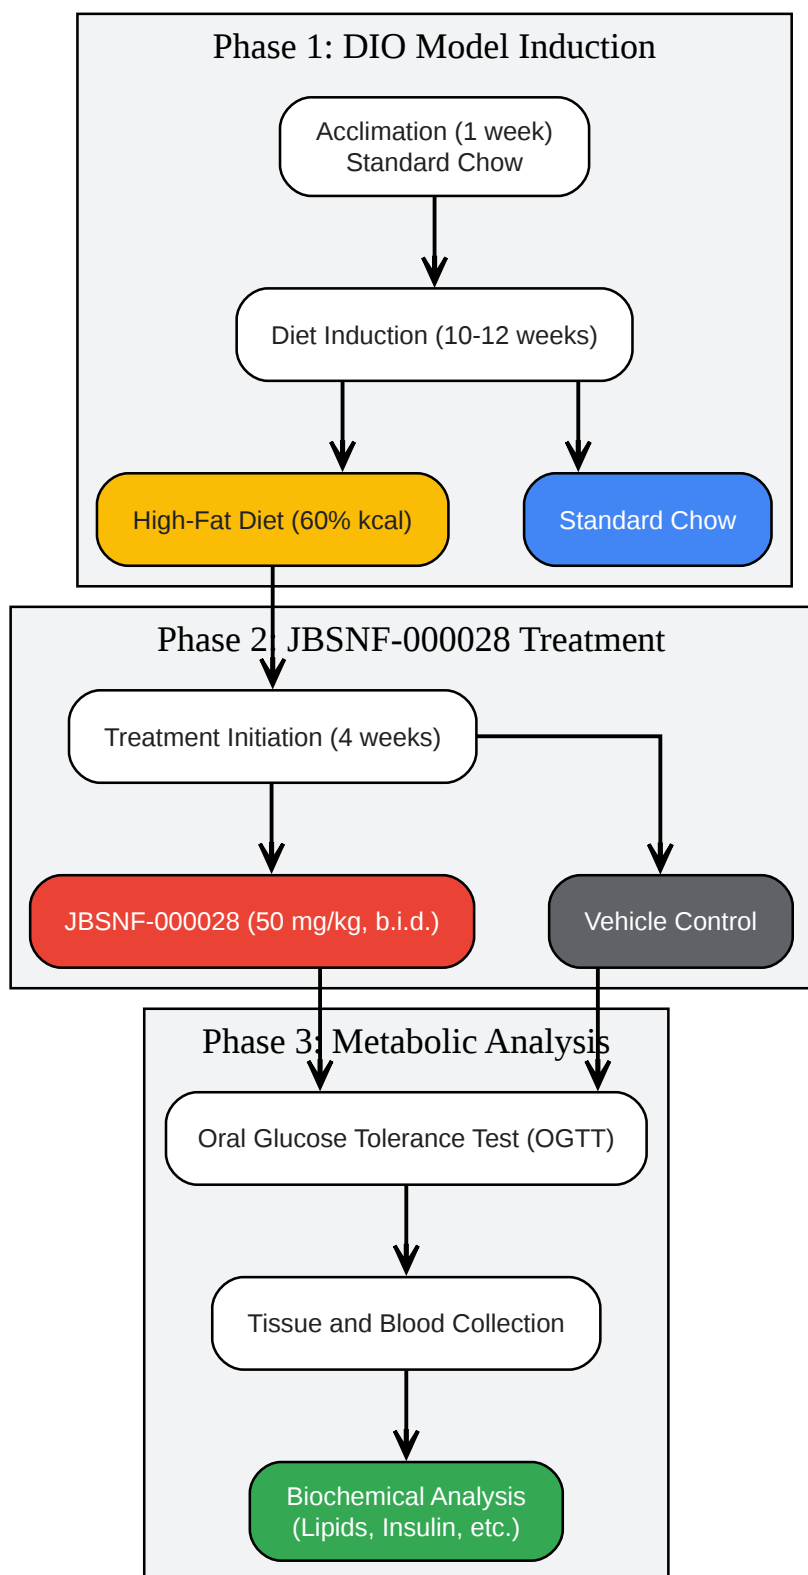 Phase 1: DIO Model Induction
Acclimation (1 week)
Standard Chow
Diet Induction (10-12 weeks)
High-Fat Diet (60% kcal)
Standard Chow
Phase 2: JBSNF-000028 Treatment
Treatment Initiation (4 weeks)
JBSNF-000028 (50 mg/kg, b.i.d.)
Vehicle Control
Phase 3: Metabolic Analysis
Oral Glucose Tolerance Test (OGTT)
Tissue and Blood Collection
Biochemical Analysis
(Lipids, Insulin, etc.)